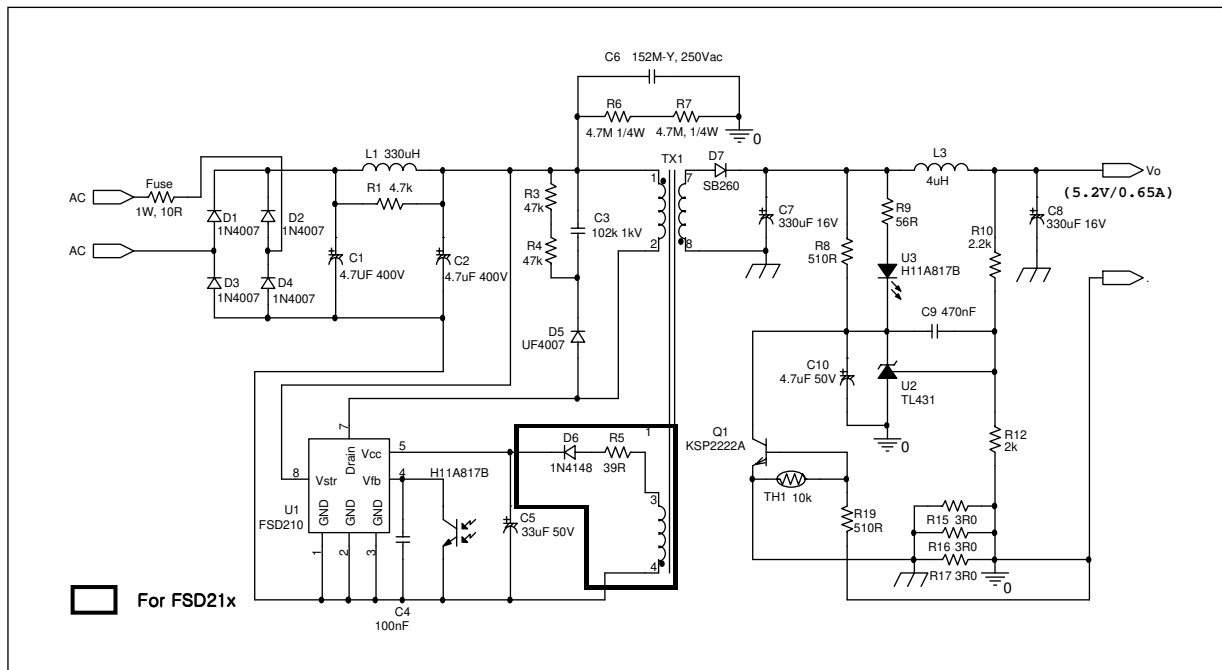 C6 152M-Y, 250Vac
R6 R7
4.7M 1/4W 4.7M, 1/4W
0
L1 330uH
TX1
D7
SB260
L3
4uH
Vo
(5.2V/0.65A)
AC
Fuse
1W, 10R
AC
R1 4.7k
D1
1N4007
D2
1N4007
D3
1N4007
D4
1N4007
C1
4.7UF 400V
C2
4.7uF 400V
R3
47k
R4
47k
C3
102k 1kV
D5
UF4007
1
2
7
8
C7
330uF 16V
R8
510R
R9
56R
U3
H11A817B
R10
2.2k
C8
330uF 16V
.
C9 470nF
C10
4.7uF 50V
U2
TL431
0
R12
2k
Q1
KSP2222A
TH1 10k
R19
510R
R15 3R0
R16 3R0
R17 3R0
0
7
Drain
Vcc
5
8
Vstr
Vfb
4
H11A817B
U1
FSD210
GND
GND
GND
1
2
3
C4
100nF
C5
33uF 50V
1
D6
1N4148
R5
39R
3
4
For FSD21x